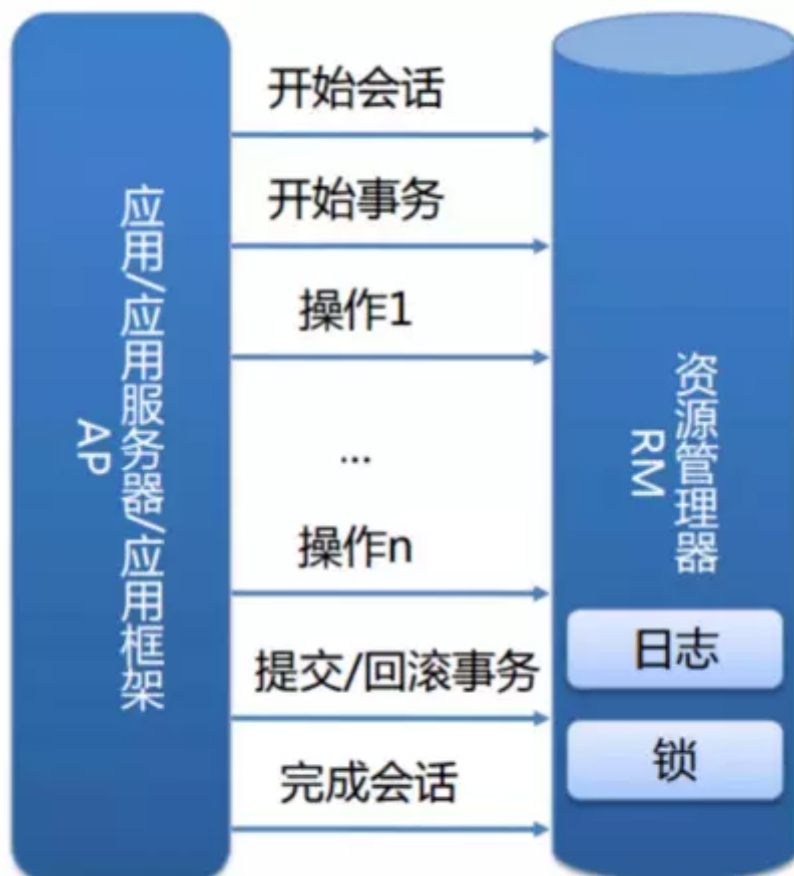 应用/应用服务器/应用框架
AP
开始会话
开始事务
操作1
...
操作n
提交/回滚事务
完成会话
资源管理器
RM
日志
锁